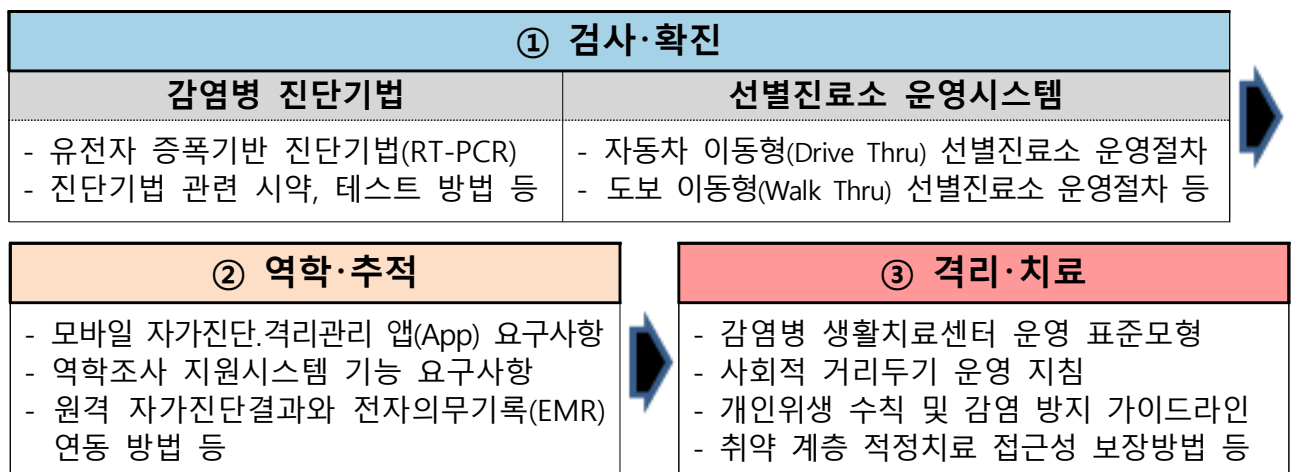 ① 검사·확진
감염병 진단기법
선별진료소 운영시스템
- 유전자 증폭기반 진단기법(RT-PCR)
- 진단기법 관련 시약, 테스트 방법 등
- 자동차 이동형(Drive Thru) 선별진료소 운영절차
- 도보 이동형(Walk Thru) 선별진료소 운영절차 등
② 역학·추적
- 모바일 자가진단.격리관리 앱(App) 요구사항
- 역학조사 지원시스템 기능 요구사항
- 원격 자가진단결과와 전자의무기록(EMR)
연동 방법 등
③ 격리·치료
- 감염병 생활치료센터 운영 표준모형
- 사회적 거리두기 운영 지침
- 개인위생 수칙 및 감염 방지 가이드라인
- 취약 계층 적정치료 접근성 보장방법 등